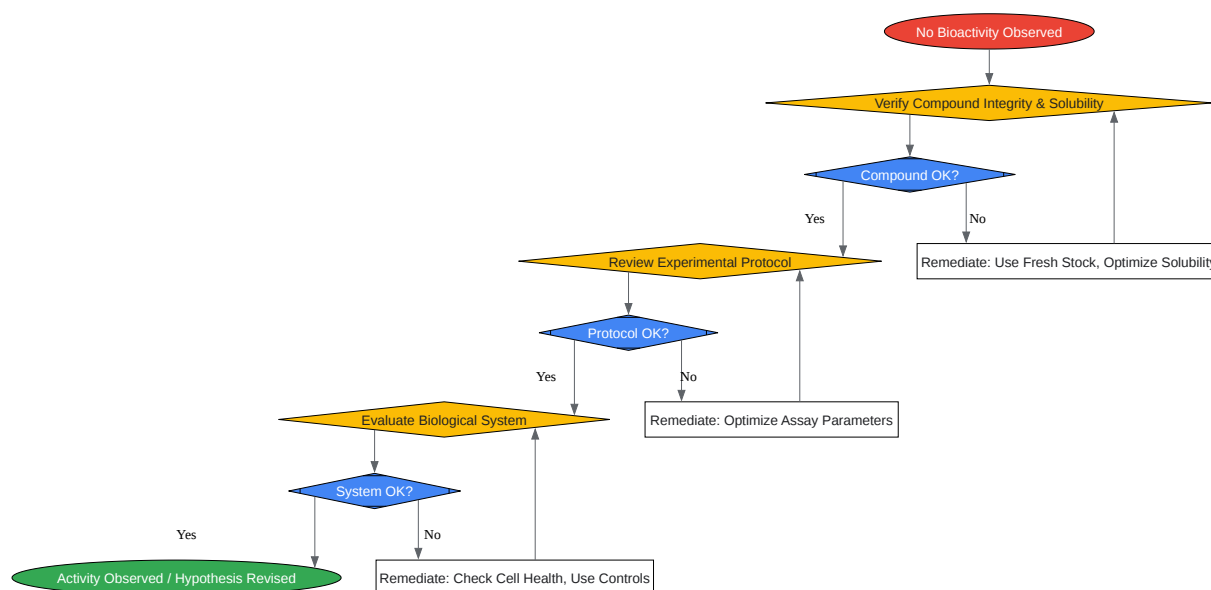 No Bioactivity Observed
Verify Compound Integrity & Solubility
Compound OK?
Yes
No
Review Experimental Protocol
Remediate: Use Fresh Stock, Optimize Solubility
Protocol OK?
Yes
No
Evaluate Biological System
Remediate: Optimize Assay Parameters
System OK?
Yes
No
Activity Observed / Hypothesis Revised
Remediate: Check Cell Health, Use Controls